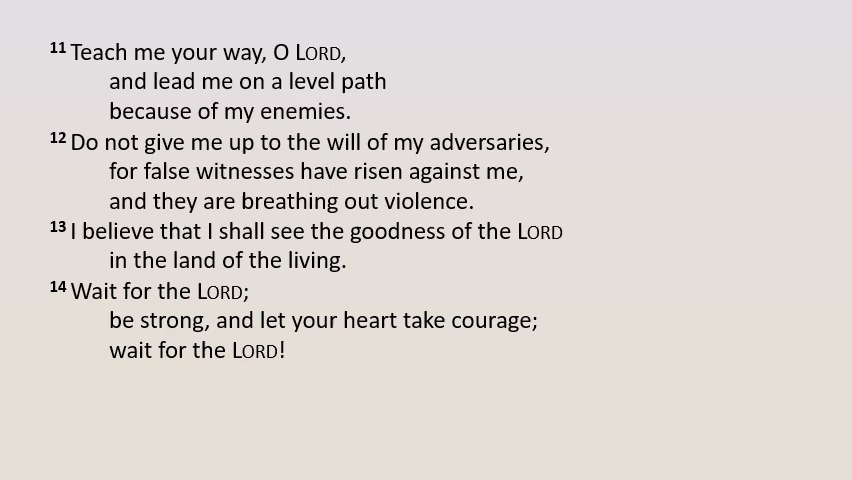 11 Teach me your way, O LORD,
and lead me on a level path
because of my enemies.
12 Do not give me up to the will of my adversaries,
for false witnesses have risen against me,
and they are breathing out violence.
13 I believe that I shall see the goodness of the LORD
in the land of the living.
14 Wait for the LORD;
be strong, and let your heart take courage;
wait for the LORD!